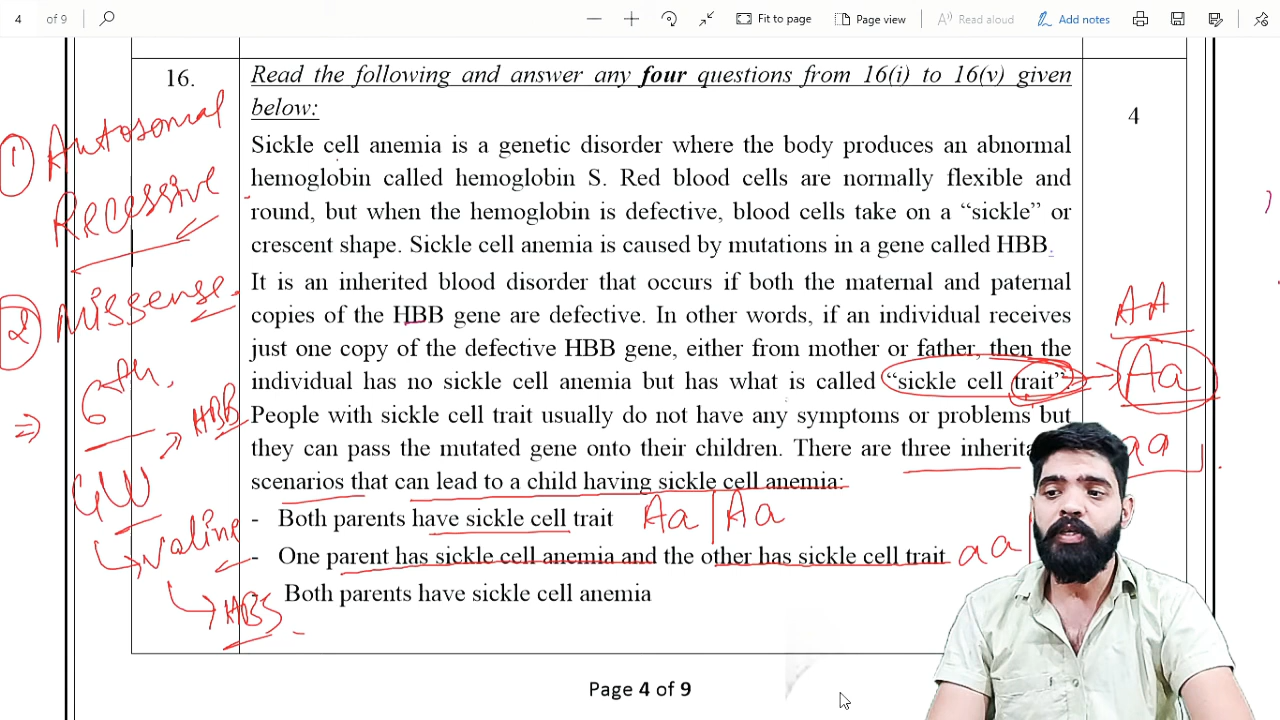 4 of 9
Fit to page
Page view
Read aloud
Add notes
16.
Read the following and answer any four questions from 16(i) to 16(v) given
below:
4
Sickle cell anemia is a genetic disorder where the body produces an abnormal
hemoglobin called hemoglobin S. Red blood cells are normally flexible and
round, but when the hemoglobin is defective, blood cells take on a “sickle” or
crescent shape. Sickle cell anemia is caused by mutations in a gene called HBB.
It is an inherited blood disorder that occurs if both the maternal and paternal
copies of the HBB gene are defective. In other words, if an individual receives
just one copy of the defective HBB gene, either from mother or father, then the
individual has no sickle cell anemia but has what is called “sickle cell trait”.
People with sickle cell trait usually do not have any symptoms or problems but
they can pass the mutated gene onto their children. There are three
scenarios that can lead to a child having sickle cell anemia:
- Both parents have sickle cell trait Aa | Aa
- One parent has sickle cell anemia and the other has sickle cell trait aa
Both parents have sickle cell anemia
Page 4 of 9
1 Autosomal
Recessive
2 Missense.
6th.
HBB
Valine
HBS
AA
Aa
aa